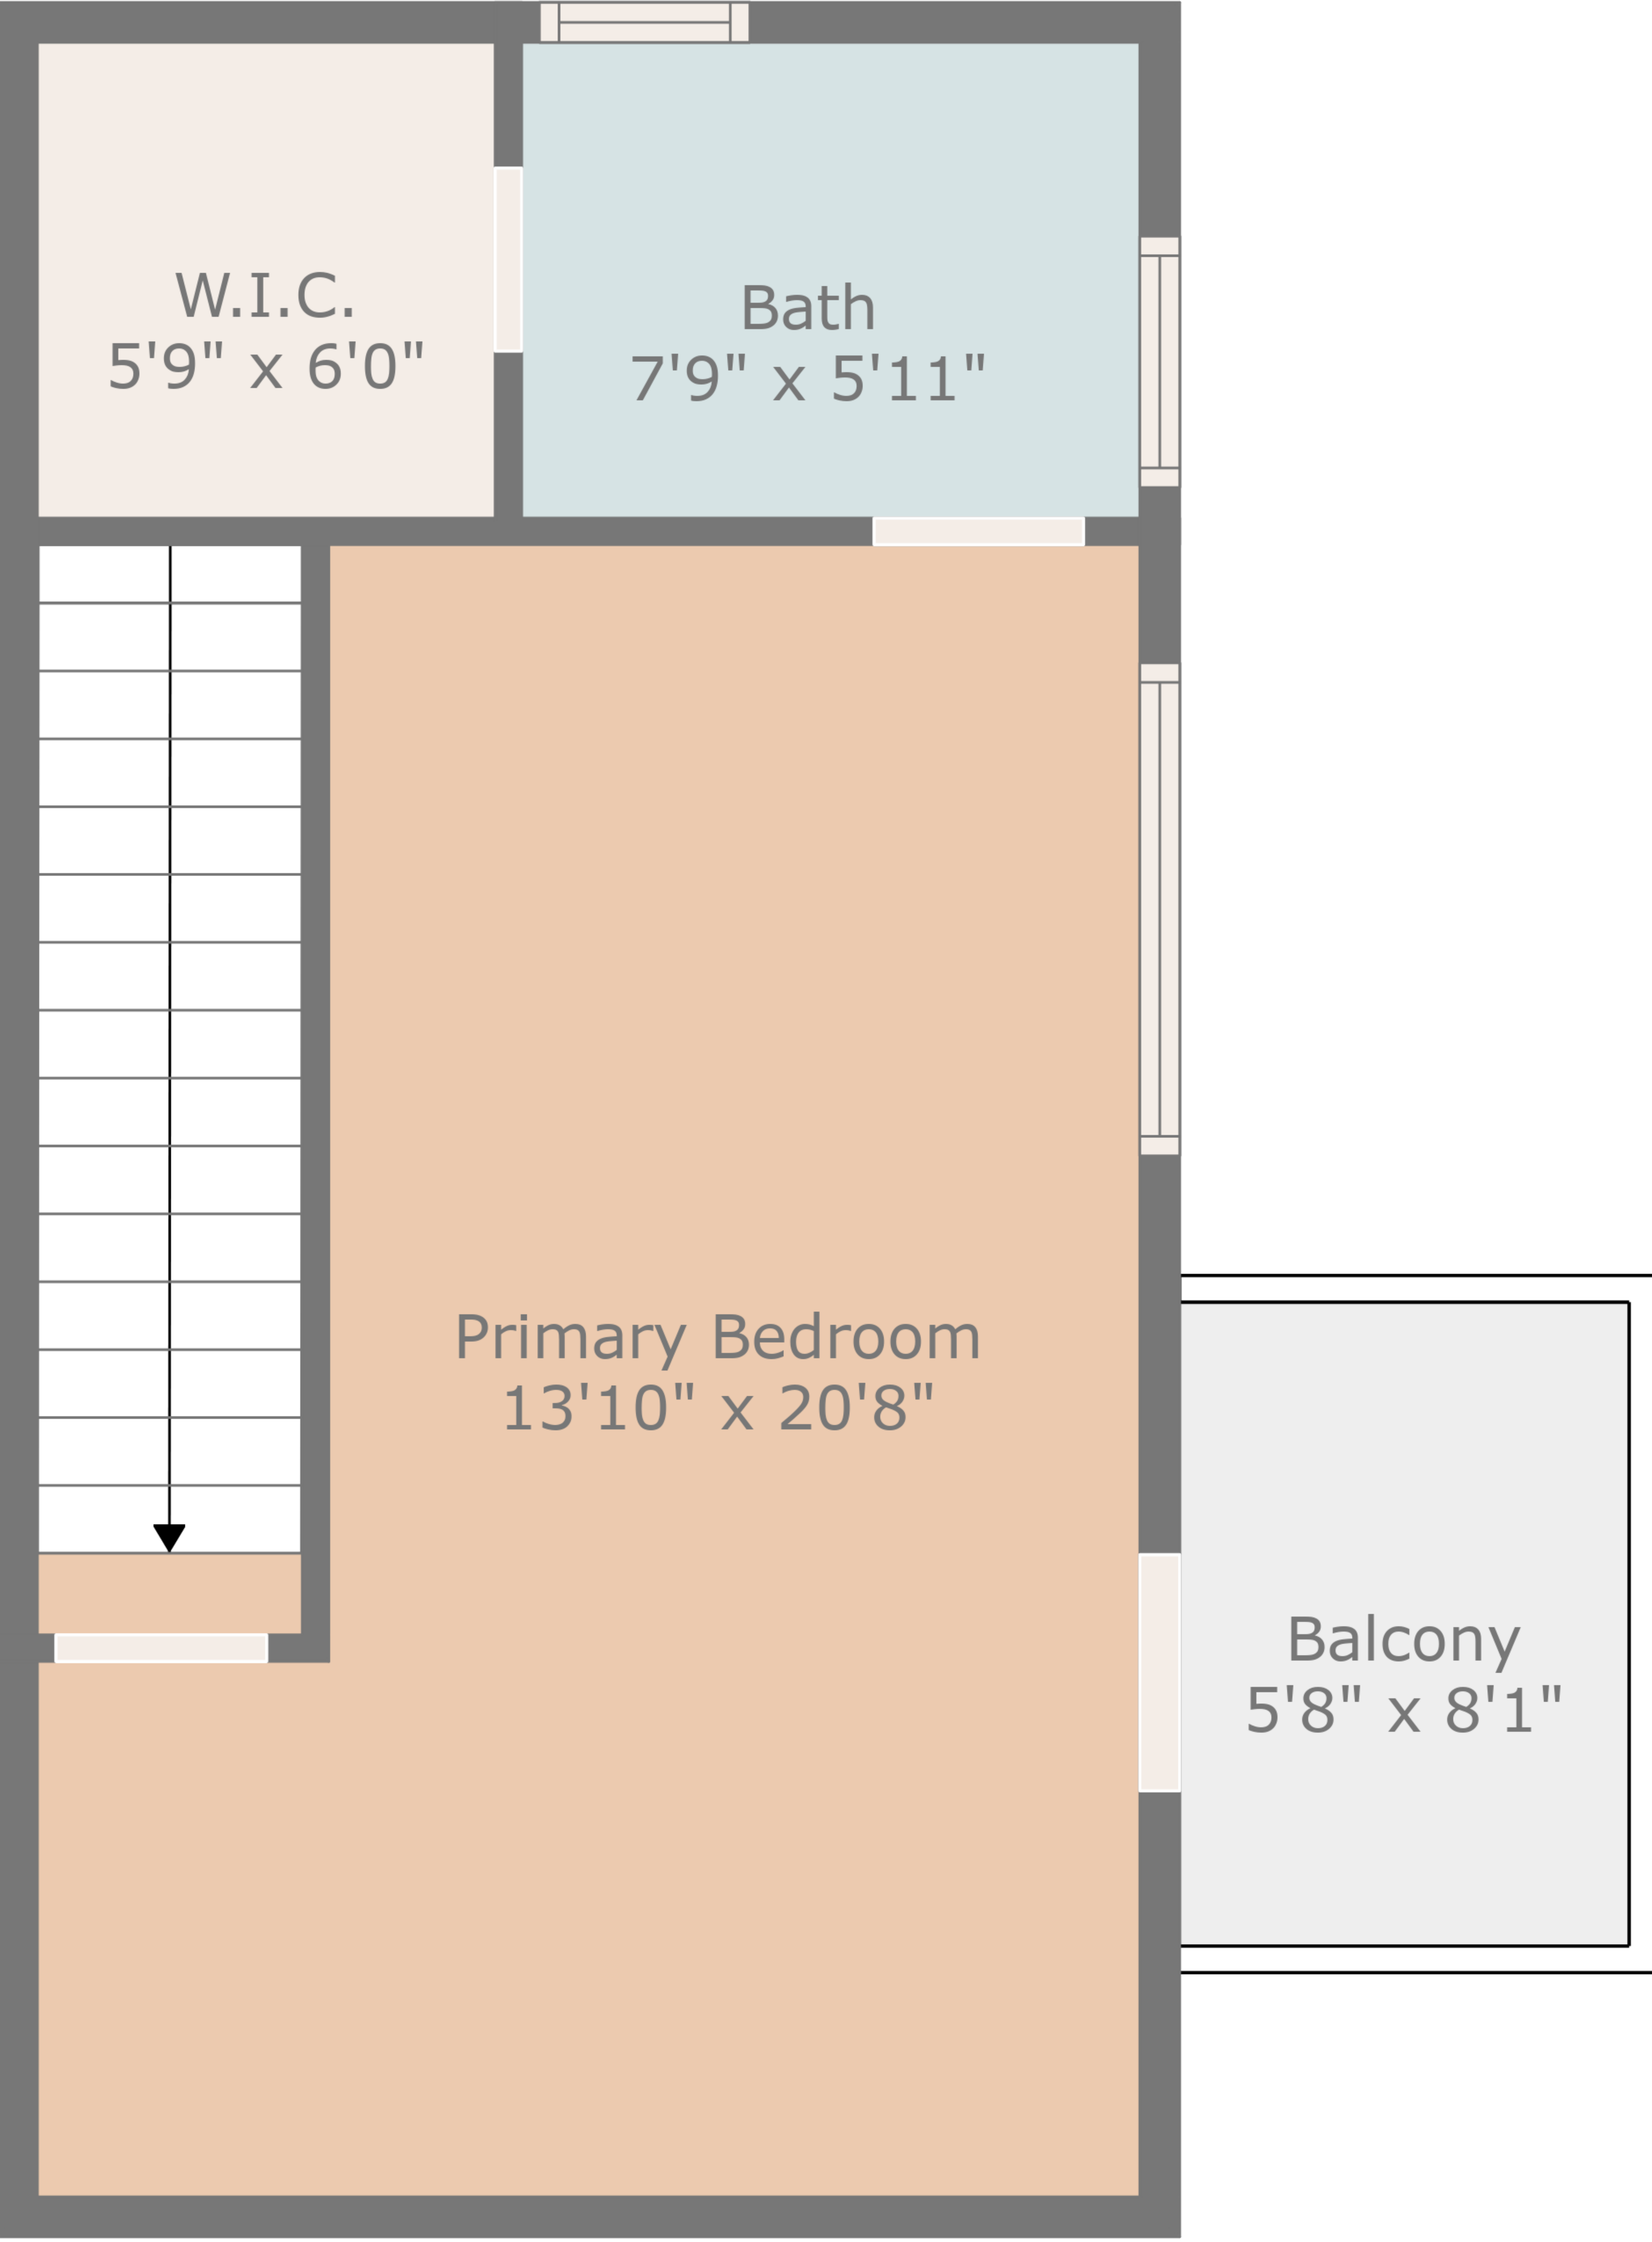 W.I.C.
5'9" x 6'0"
Bath
7'9" x 5'11"
Primary Bedroom
13'10" x 20'8"
Balcony
5'8" x 8'1"